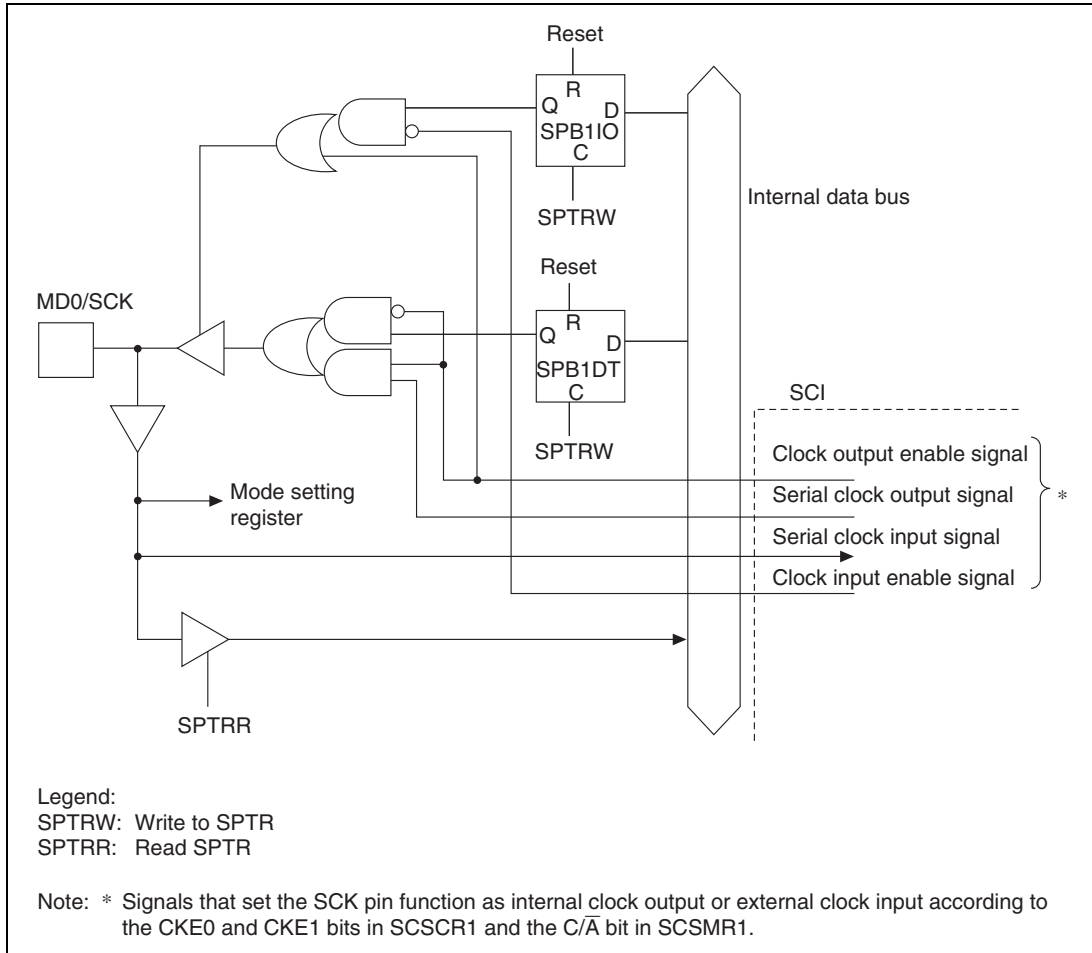 Reset
R
Q
D
SPB1IO
C
SPTRW
Internal data bus
Reset
MD0/SCK
R
Q
D
SPB1DT
C
SPTRW
SCI
Clock output enable signal
Serial clock output signal
*
Mode setting
register
Serial clock input signal
Clock input enable signal
SPTRR
Legend:
SPTRW: Write to SPTR
SPTRR: Read SPTR
Note: * Signals that set the SCK pin function as internal clock output or external clock input according to
the CKE0 and CKE1 bits in SCSCR1 and the C/A̅ bit in SCSMR1.